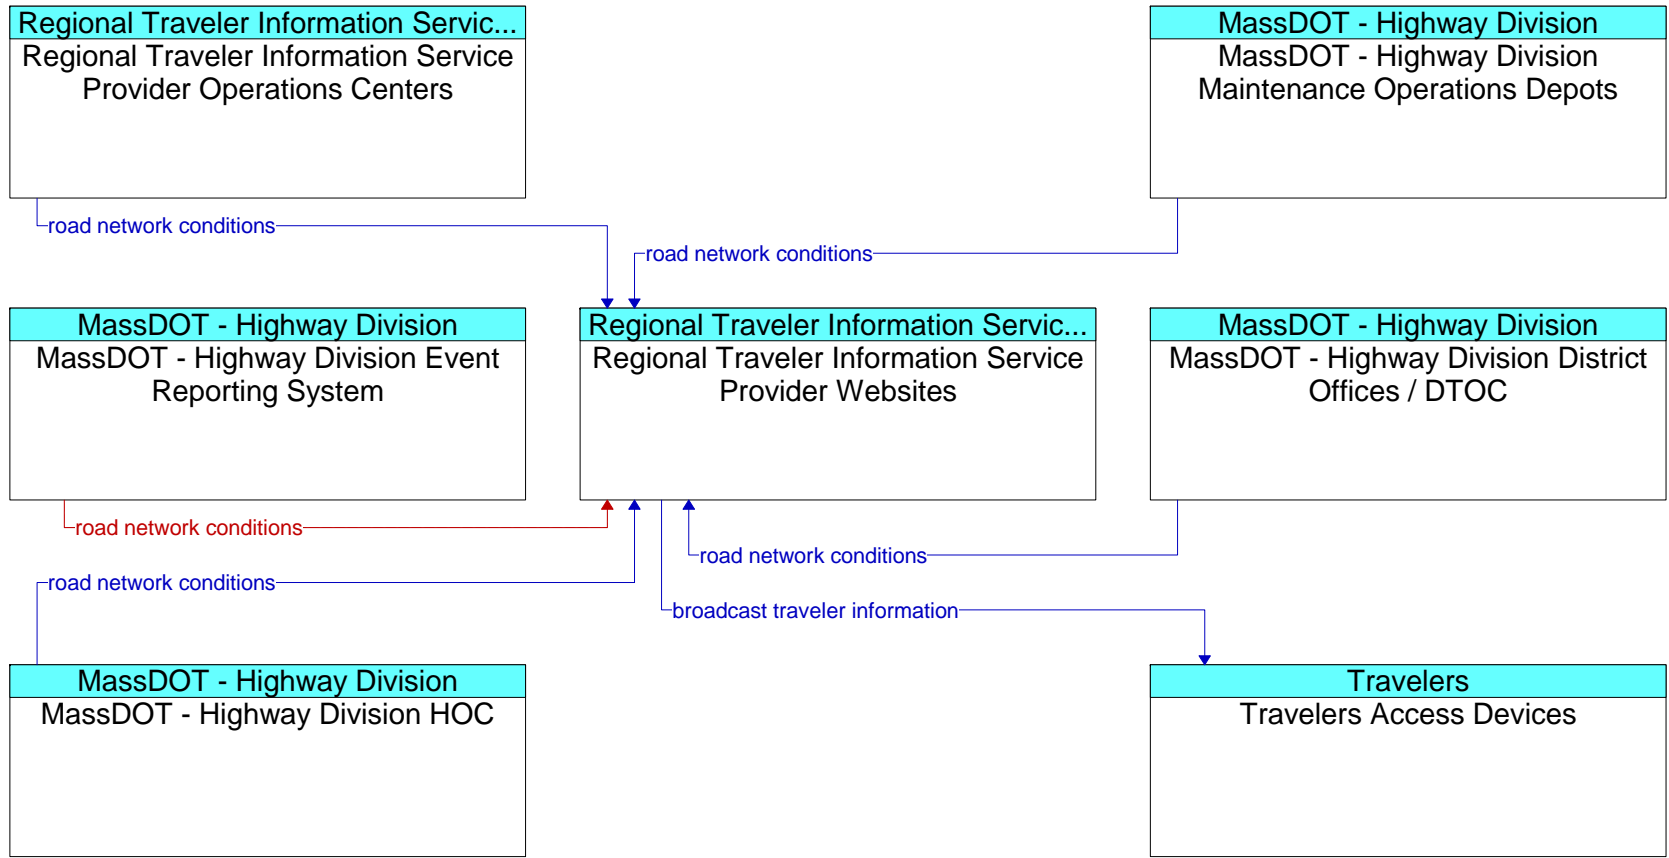 Regional Traveler Information Servic...
Regional Traveler Information Service
Provider Operations Centers
MassDOT - Highway Division
MassDOT - Highway Division
Maintenance Operations Depots
road network conditions
road network conditions
MassDOT - Highway Division
MassDOT - Highway Division Event
Reporting System
Regional Traveler Information Servic...
Regional Traveler Information Service
Provider Websites
MassDOT - Highway Division
MassDOT - Highway Division District
Offices / DTOC
road network conditions
road network conditions
road network conditions
broadcast traveler information
MassDOT - Highway Division
MassDOT - Highway Division HOC
Travelers
Travelers Access Devices